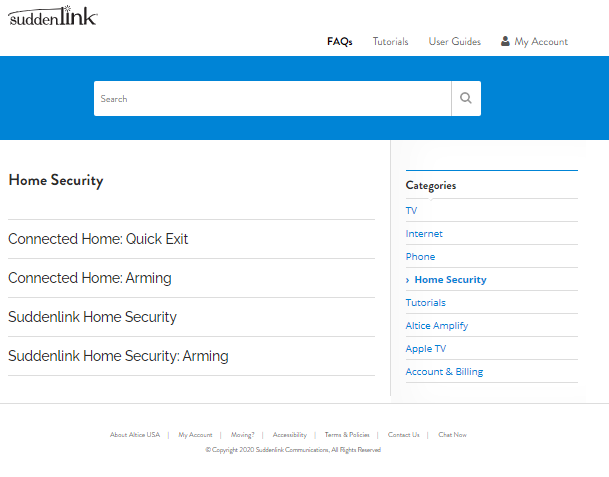 suddenlink
FAQs Tutorials User Guides My Account
Search
Home Security
Connected Home: Quick Exit
Connected Home: Arming
Suddenlink Home Security
Suddenlink Home Security: Arming
Categories
TV
Internet
Phone
› Home Security
Tutorials
Altice Amplify
Apple TV
Account & Billing
About Altice USA | My Account | Moving? | Accessibility | Terms & Policies | Contact Us | Chat Now
© Copyright 2020 Suddenlink Communications, All Rights Reserved